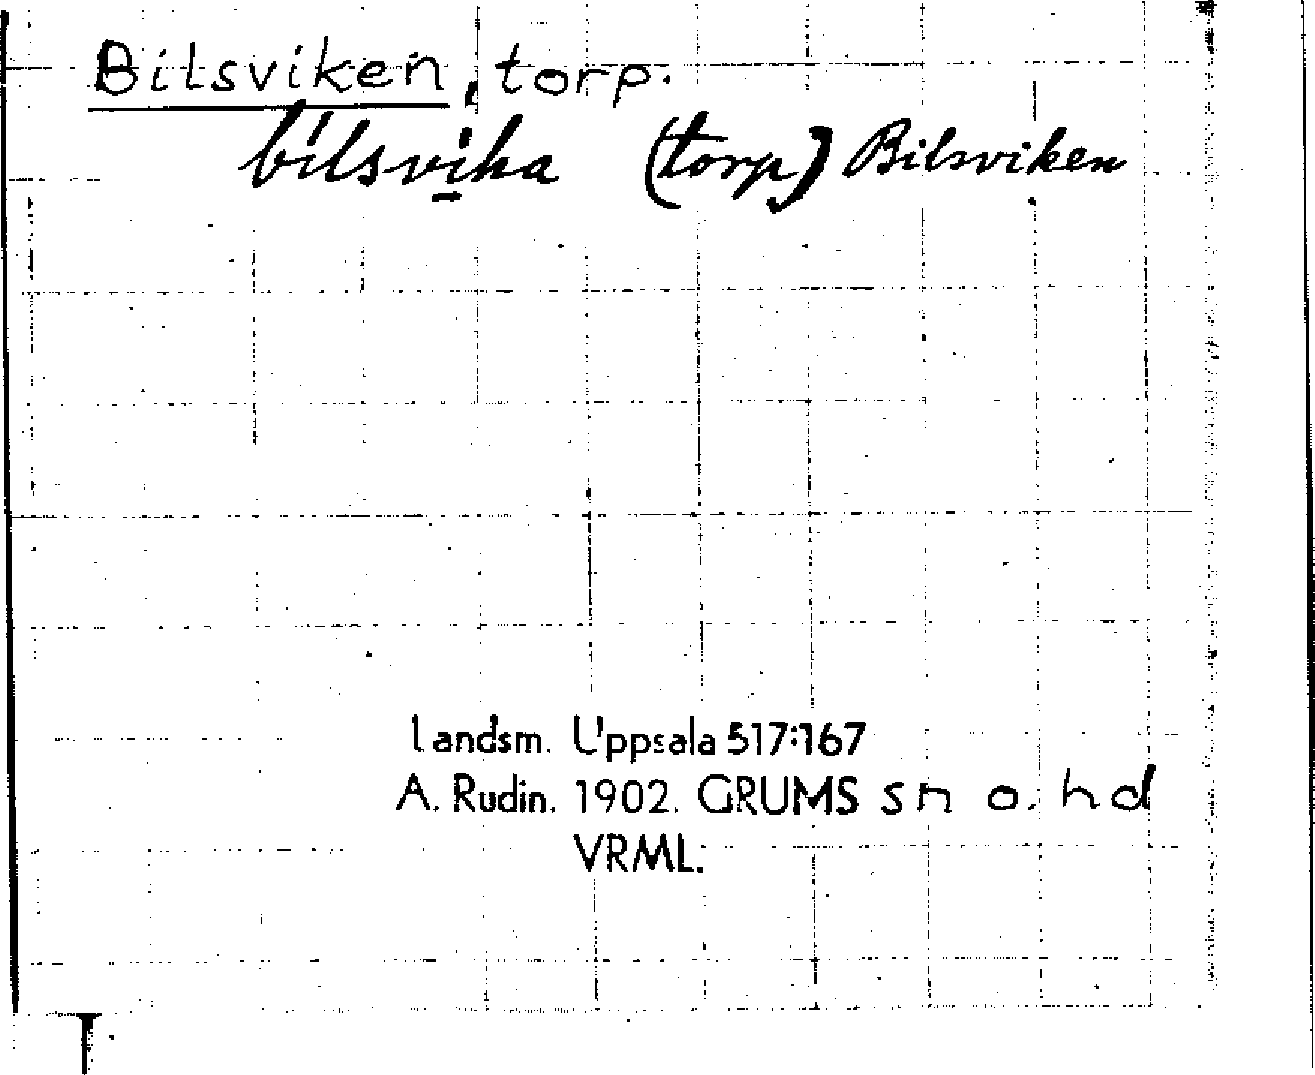 Bilsviken, torp.
bilsvika (torp) Bilsviken
Landsm. Uppsala 517:167
A. Rudin. 1902. GRUMS sn o. hd
VRML.